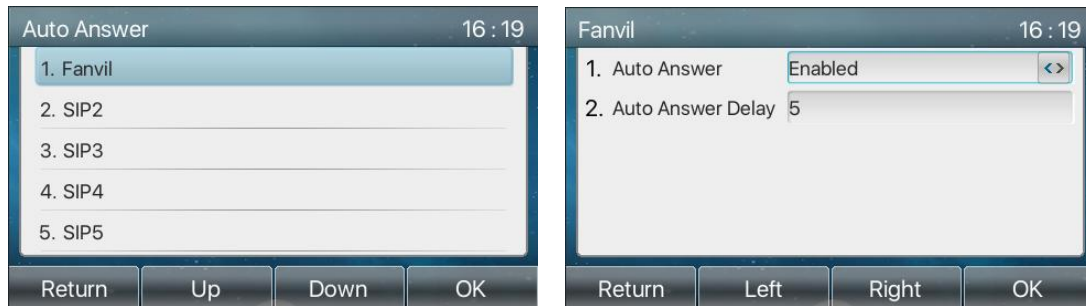 Auto Answer 16 : 19
1. Fanvil
2. SIP2
3. SIP3
4. SIP4
5. SIP5
Return Up Down OK
Fanvil 16 : 19
1. Auto Answer Enabled <>
2. Auto Answer Delay 5
Return Left Right OK